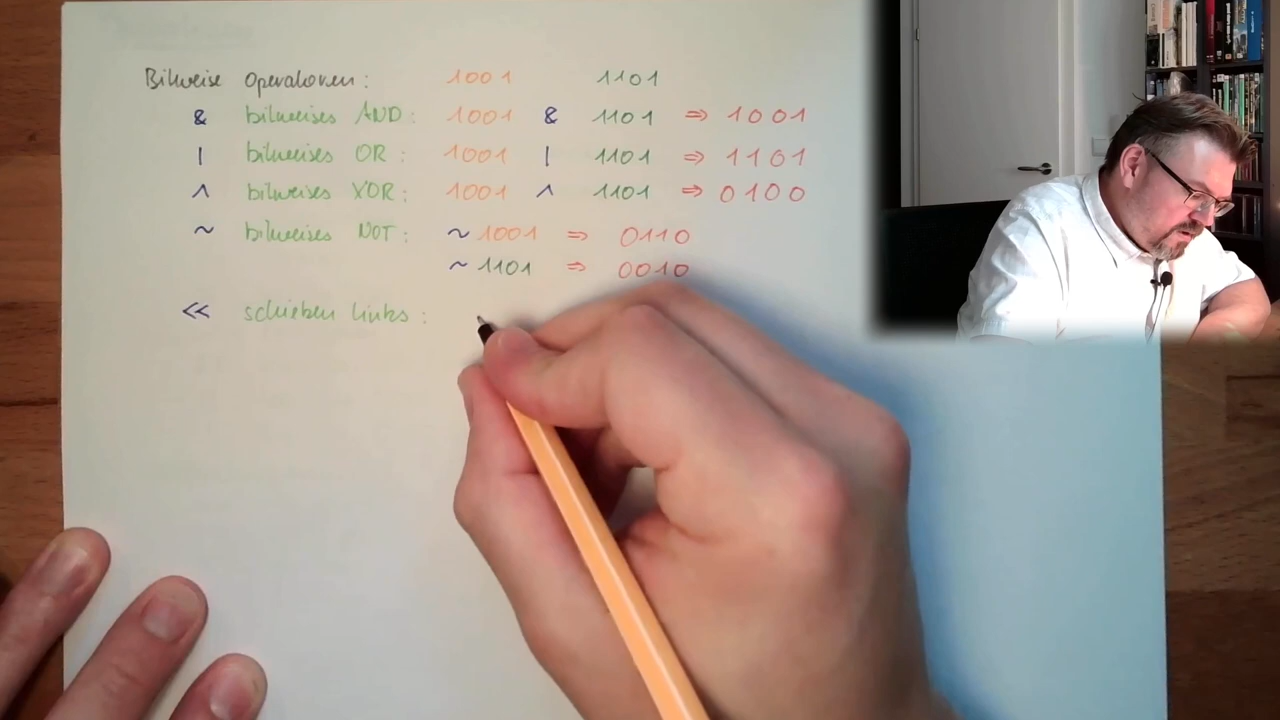 Bitweise Operatoren: 1001 1101
& bitweises AND: 1001 & 1101 ⇒ 1001
| bitweises OR: 1001 | 1101 ⇒ 1101
^ bitweises XOR: 1001 ^ 1101 ⇒ 0100
~ bitweises NOT: ~1001 ⇒ 0110
~1101 ⇒ 0010
<< schieben links: